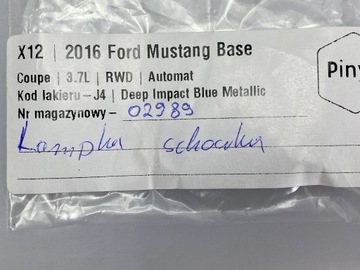 X12 | 2016 Ford Mustang Base
Coupe | 3.7L | RWD | Automat
Kod lakieru – J4 | Deep Impact Blue Metallic
Nr magazynowy - 02989
Lampka schowka
Piny